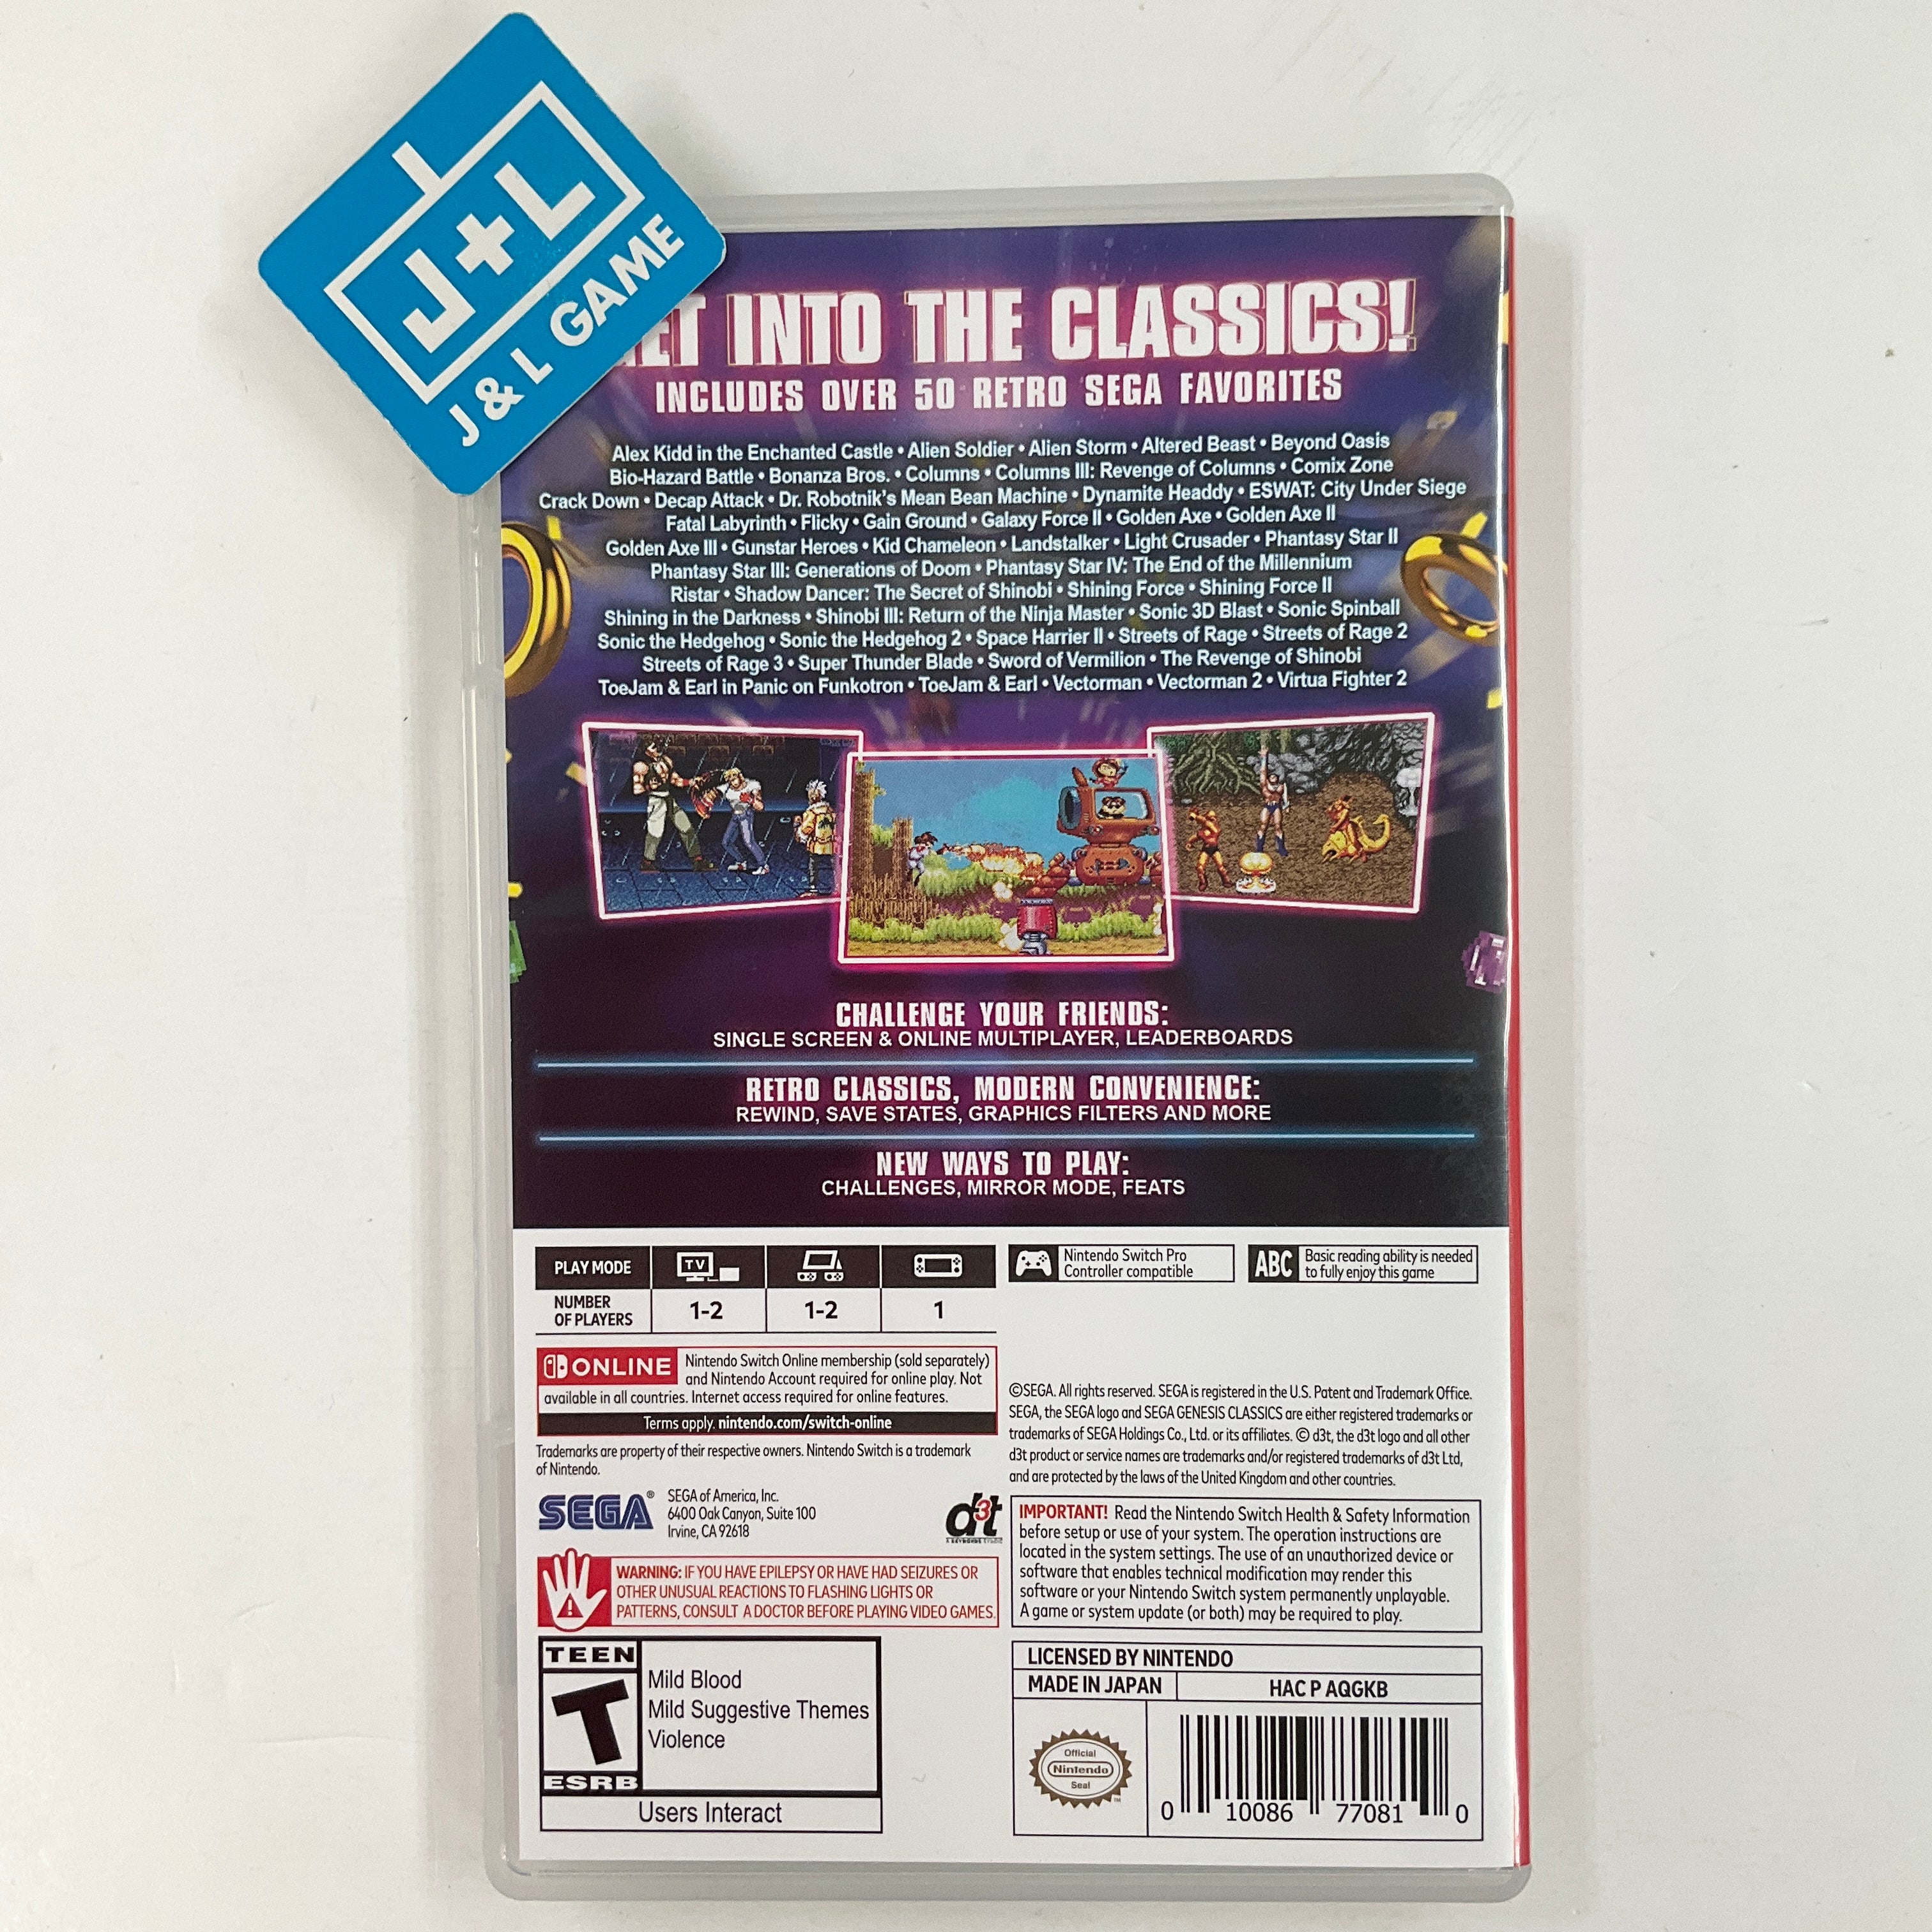 J+L
J & L GAME
INTO THE CLASSICS!
INCLUDES OVER 50 RETRO SEGA FAVORITES
Alex Kidd in the Enchanted Castle • Alien Soldier • Alien Storm • Altered Beast • Beyond Oasis
Bio-Hazard Battle • Bonanza Bros. • Columns • Columns III: Revenge of Columns • Comix Zone
Crack Down • Decap Attack • Dr. Robotnik's Mean Bean Machine • Dynamite Headdy • ESWAT: City Under Siege
Fatal Labyrinth • Flicky • Gain Ground • Galaxy Force II • Golden Axe • Golden Axe II
Golden Axe III • Gunstar Heroes • Kid Chameleon • Landstalker • Light Crusader • Phantasy Star II
Phantasy Star III: Generations of Doom • Phantasy Star IV: The End of the Millennium
Ristar • Shadow Dancer: The Secret of Shinobi • Shining Force • Shining Force II
Shining in the Darkness • Shinobi III: Return of the Ninja Master • Sonic 3D Blast • Sonic Spinball
Sonic the Hedgehog • Sonic the Hedgehog 2 • Space Harrier II • Streets of Rage • Streets of Rage 2
Streets of Rage 3 • Super Thunder Blade • Sword of Vermilion • The Revenge of Shinobi
ToeJam & Earl in Panic on Funkotron • ToeJam & Earl • Vectorman • Vectorman 2 • Virtua Fighter 2
CHALLENGE YOUR FRIENDS:
SINGLE SCREEN & ONLINE MULTIPLAYER, LEADERBOARDS
RETRO CLASSICS, MODERN CONVENIENCE:
REWIND, SAVE STATES, GRAPHICS FILTERS AND MORE
NEW WAYS TO PLAY:
CHALLENGES, MIRROR MODE, FEATS
PLAY MODE TV
NUMBER
OF PLAYERS
1-2 1-2 1
Nintendo Switch Pro
Controller compatible
ABC
Basic reading ability is needed
to fully enjoy this game
ONLINE Nintendo Switch Online membership (sold separately)
and Nintendo Account required for online play. Not
available in all countries. Internet access required for online features.
Terms apply. nintendo.com/switch-online
Trademarks are property of their respective owners. Nintendo Switch is a trademark
of Nintendo.
©SEGA. All rights reserved. SEGA is registered in the U.S. Patent and Trademark Office.
SEGA, the SEGA logo and SEGA GENESIS CLASSICS are either registered trademarks or
trademarks of SEGA Holdings Co., Ltd. or its affiliates. © d3t, the d3t logo and all other
d3t product or service names are trademarks and/or registered trademarks of d3t Ltd,
and are protected by the laws of the United Kingdom and other countries.
SEGA®
SEGA of America, Inc.
6400 Oak Canyon, Suite 100
Irvine, CA 92618
d3t
WARNING: IF YOU HAVE EPILEPSY OR HAVE HAD SEIZURES OR
OTHER UNUSUAL REACTIONS TO FLASHING LIGHTS OR
PATTERNS, CONSULT A DOCTOR BEFORE PLAYING VIDEO GAMES.
IMPORTANT! Read the Nintendo Switch Health & Safety Information
before setup or use of your system. The operation instructions are
located in the system settings. The use of an unauthorized device or
software that enables technical modification may render this
software or your Nintendo Switch system permanently unplayable.
A game or system update (or both) may be required to play.
TEEN
T
ESRB
Mild Blood
Mild Suggestive Themes
Violence
Users Interact
LICENSED BY NINTENDO
MADE IN JAPAN HAC P AQGKB
Official
Nintendo
Seal
0 10086 77081 0